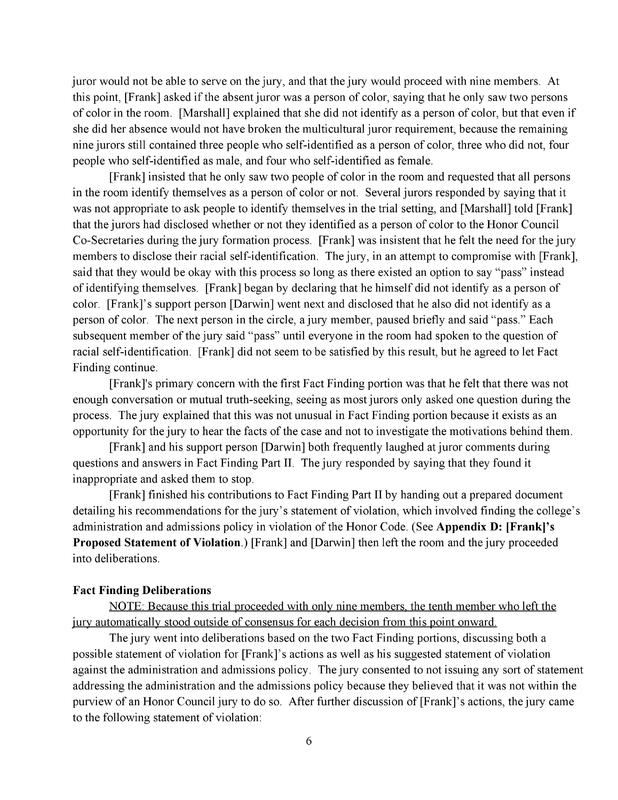 juror would not be able to serve on the jury, and that the jury would proceed with nine members.  At
this point, [Frank] asked if the absent juror was a person of color, saying that he only saw two persons
of color in the room.  [Marshall] explained that she did not identify as a person of color, but that even if
she did her absence would not have broken the multicultural juror requirement, because the remaining
nine jurors still contained three people who self-identified as a person of color, three who did not, four
people who self-identified as male, and four who self-identified as female.
[Frank] insisted that he only saw two people of color in the room and requested that all persons
in the room identify themselves as a person of color or not.  Several jurors responded by saying that it
was not appropriate to ask people to identify themselves in the trial setting, and [Marshall] told [Frank]
that the jurors had disclosed whether or not they identified as a person of color to the Honor Council
Co-Secretaries during the jury formation process.  [Frank] was insistent that he felt the need for the jury
members to disclose their racial self-identification.  The jury, in an attempt to compromise with [Frank],
said that they would be okay with this process so long as there existed an option to say “pass” instead
of identifying themselves.  [Frank] began by declaring that he himself did not identify as a person of
color.  [Frank]’s support person [Darwin] went next and disclosed that he also did not identify as a
person of color.  The next person in the circle, a jury member, paused briefly and said “pass.” Each
subsequent member of the jury said “pass” until everyone in the room had spoken to the question of
racial self-identification.  [Frank] did not seem to be satisfied by this result, but he agreed to let Fact
Finding continue.
[Frank]'s primary concern with the first Fact Finding portion was that he felt that there was not
enough conversation or mutual truth-seeking, seeing as most jurors only asked one question during the
process.  The jury explained that this was not unusual in Fact Finding portion because it exists as an
opportunity for the jury to hear the facts of the case and not to investigate the motivations behind them.
[Frank] and his support person [Darwin] both frequently laughed at juror comments during
questions and answers in Fact Finding Part II.  The jury responded by saying that they found it
inappropriate and asked them to stop.
[Frank] finished his contributions to Fact Finding Part II by handing out a prepared document
detailing his recommendations for the jury’s statement of violation, which involved finding the college’s
administration and admissions policy in violation of the Honor Code. (See Appendix D: [Frank]’s
Proposed Statement of Violation.) [Frank] and [Darwin] then left the room and the jury proceeded
into deliberations.
Fact Finding Deliberations
NOTE: Because this trial proceeded with only nine members, the tenth member who left the
jury automatically stood outside of consensus for each decision from this point onward.
The jury went into deliberations based on the two Fact Finding portions, discussing both a
possible statement of violation for [Frank]’s actions as well as his suggested statement of violation
against the administration and admissions policy.  The jury consented to not issuing any sort of statement
addressing the administration and the admissions policy because they believed that it was not within the
purview of an Honor Council jury to do so.  After further discussion of [Frank]’s actions, the jury came
to the following statement of violation:
6